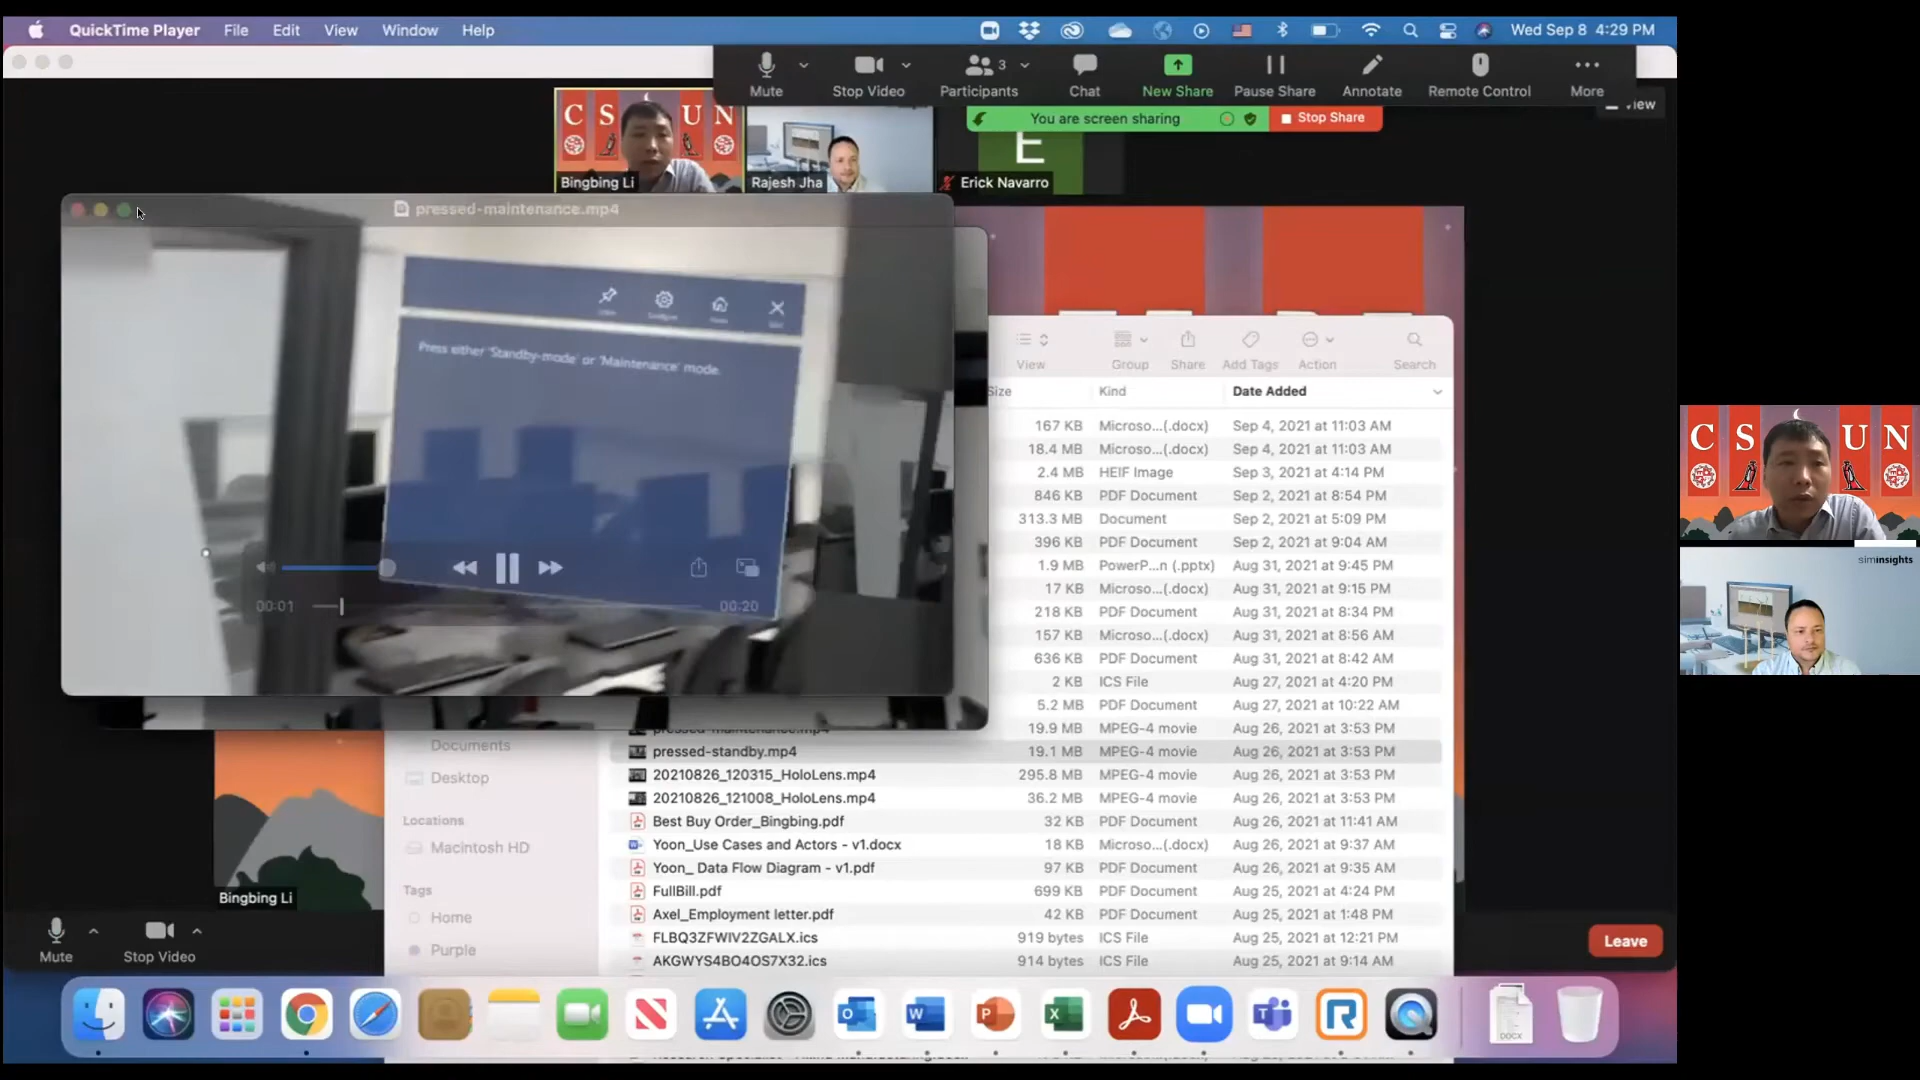 QuickTime Player File Edit View Window Help Wed Sep 8 4:29 PM
Mute Stop Video Participants 3 Chat New Share Pause Share Annotate Remote Control More
You are screen sharing Stop Share
C S U N
Bingbing Li
Rajesh Jha
E
Erick Navarro
pressed-maintenance.mp4
Press either 'Standby-mode' or 'Maintenance' mode.
00:01 00:20
View Group Share Add Tags Action Search
Size Kind Date Added
167 KB Microso...(.docx) Sep 4, 2021 at 11:03 AM
18.4 MB Microso...(.docx) Sep 4, 2021 at 11:03 AM
2.4 MB HEIF Image Sep 3, 2021 at 4:14 PM
846 KB PDF Document Sep 2, 2021 at 8:54 PM
313.3 MB Document Sep 2, 2021 at 5:09 PM
396 KB PDF Document Sep 2, 2021 at 9:04 AM
1.9 MB PowerP...n (.pptx) Aug 31, 2021 at 9:45 PM
17 KB Microso...(.docx) Aug 31, 2021 at 9:15 PM
218 KB PDF Document Aug 31, 2021 at 8:34 PM
157 KB Microso...(.docx) Aug 31, 2021 at 8:56 AM
636 KB PDF Document Aug 31, 2021 at 8:42 AM
2 KB ICS File Aug 27, 2021 at 4:20 PM
5.2 MB PDF Document Aug 27, 2021 at 10:22 AM
pressed-maintenance.mp4 19.9 MB MPEG-4 movie Aug 26, 2021 at 3:53 PM
pressed-standby.mp4 19.1 MB MPEG-4 movie Aug 26, 2021 at 3:53 PM
20210826_120315_HoloLens.mp4 295.8 MB MPEG-4 movie Aug 26, 2021 at 3:53 PM
20210826_121008_HoloLens.mp4 36.2 MB MPEG-4 movie Aug 26, 2021 at 3:53 PM
Best Buy Order_Bingbing.pdf 32 KB PDF Document Aug 26, 2021 at 11:41 AM
Yoon_Use Cases and Actors - v1.docx 18 KB Microso...(.docx) Aug 26, 2021 at 9:37 AM
Yoon_ Data Flow Diagram - v1.pdf 97 KB PDF Document Aug 26, 2021 at 9:35 AM
FullBill.pdf 699 KB PDF Document Aug 25, 2021 at 4:24 PM
Axel_Employment letter.pdf 42 KB PDF Document Aug 25, 2021 at 1:48 PM
FLBQ3ZFWIV2ZGALX.ics 919 bytes ICS File Aug 25, 2021 at 12:21 PM
AKGWYS4BO4OS7X32.ics 914 bytes ICS File Aug 25, 2021 at 9:14 AM
Documents
Desktop
Locations
Macintosh HD
Tags
Home
Purple
Bingbing Li
Mute Stop Video
Leave
DOCX
C S U N
siminsights